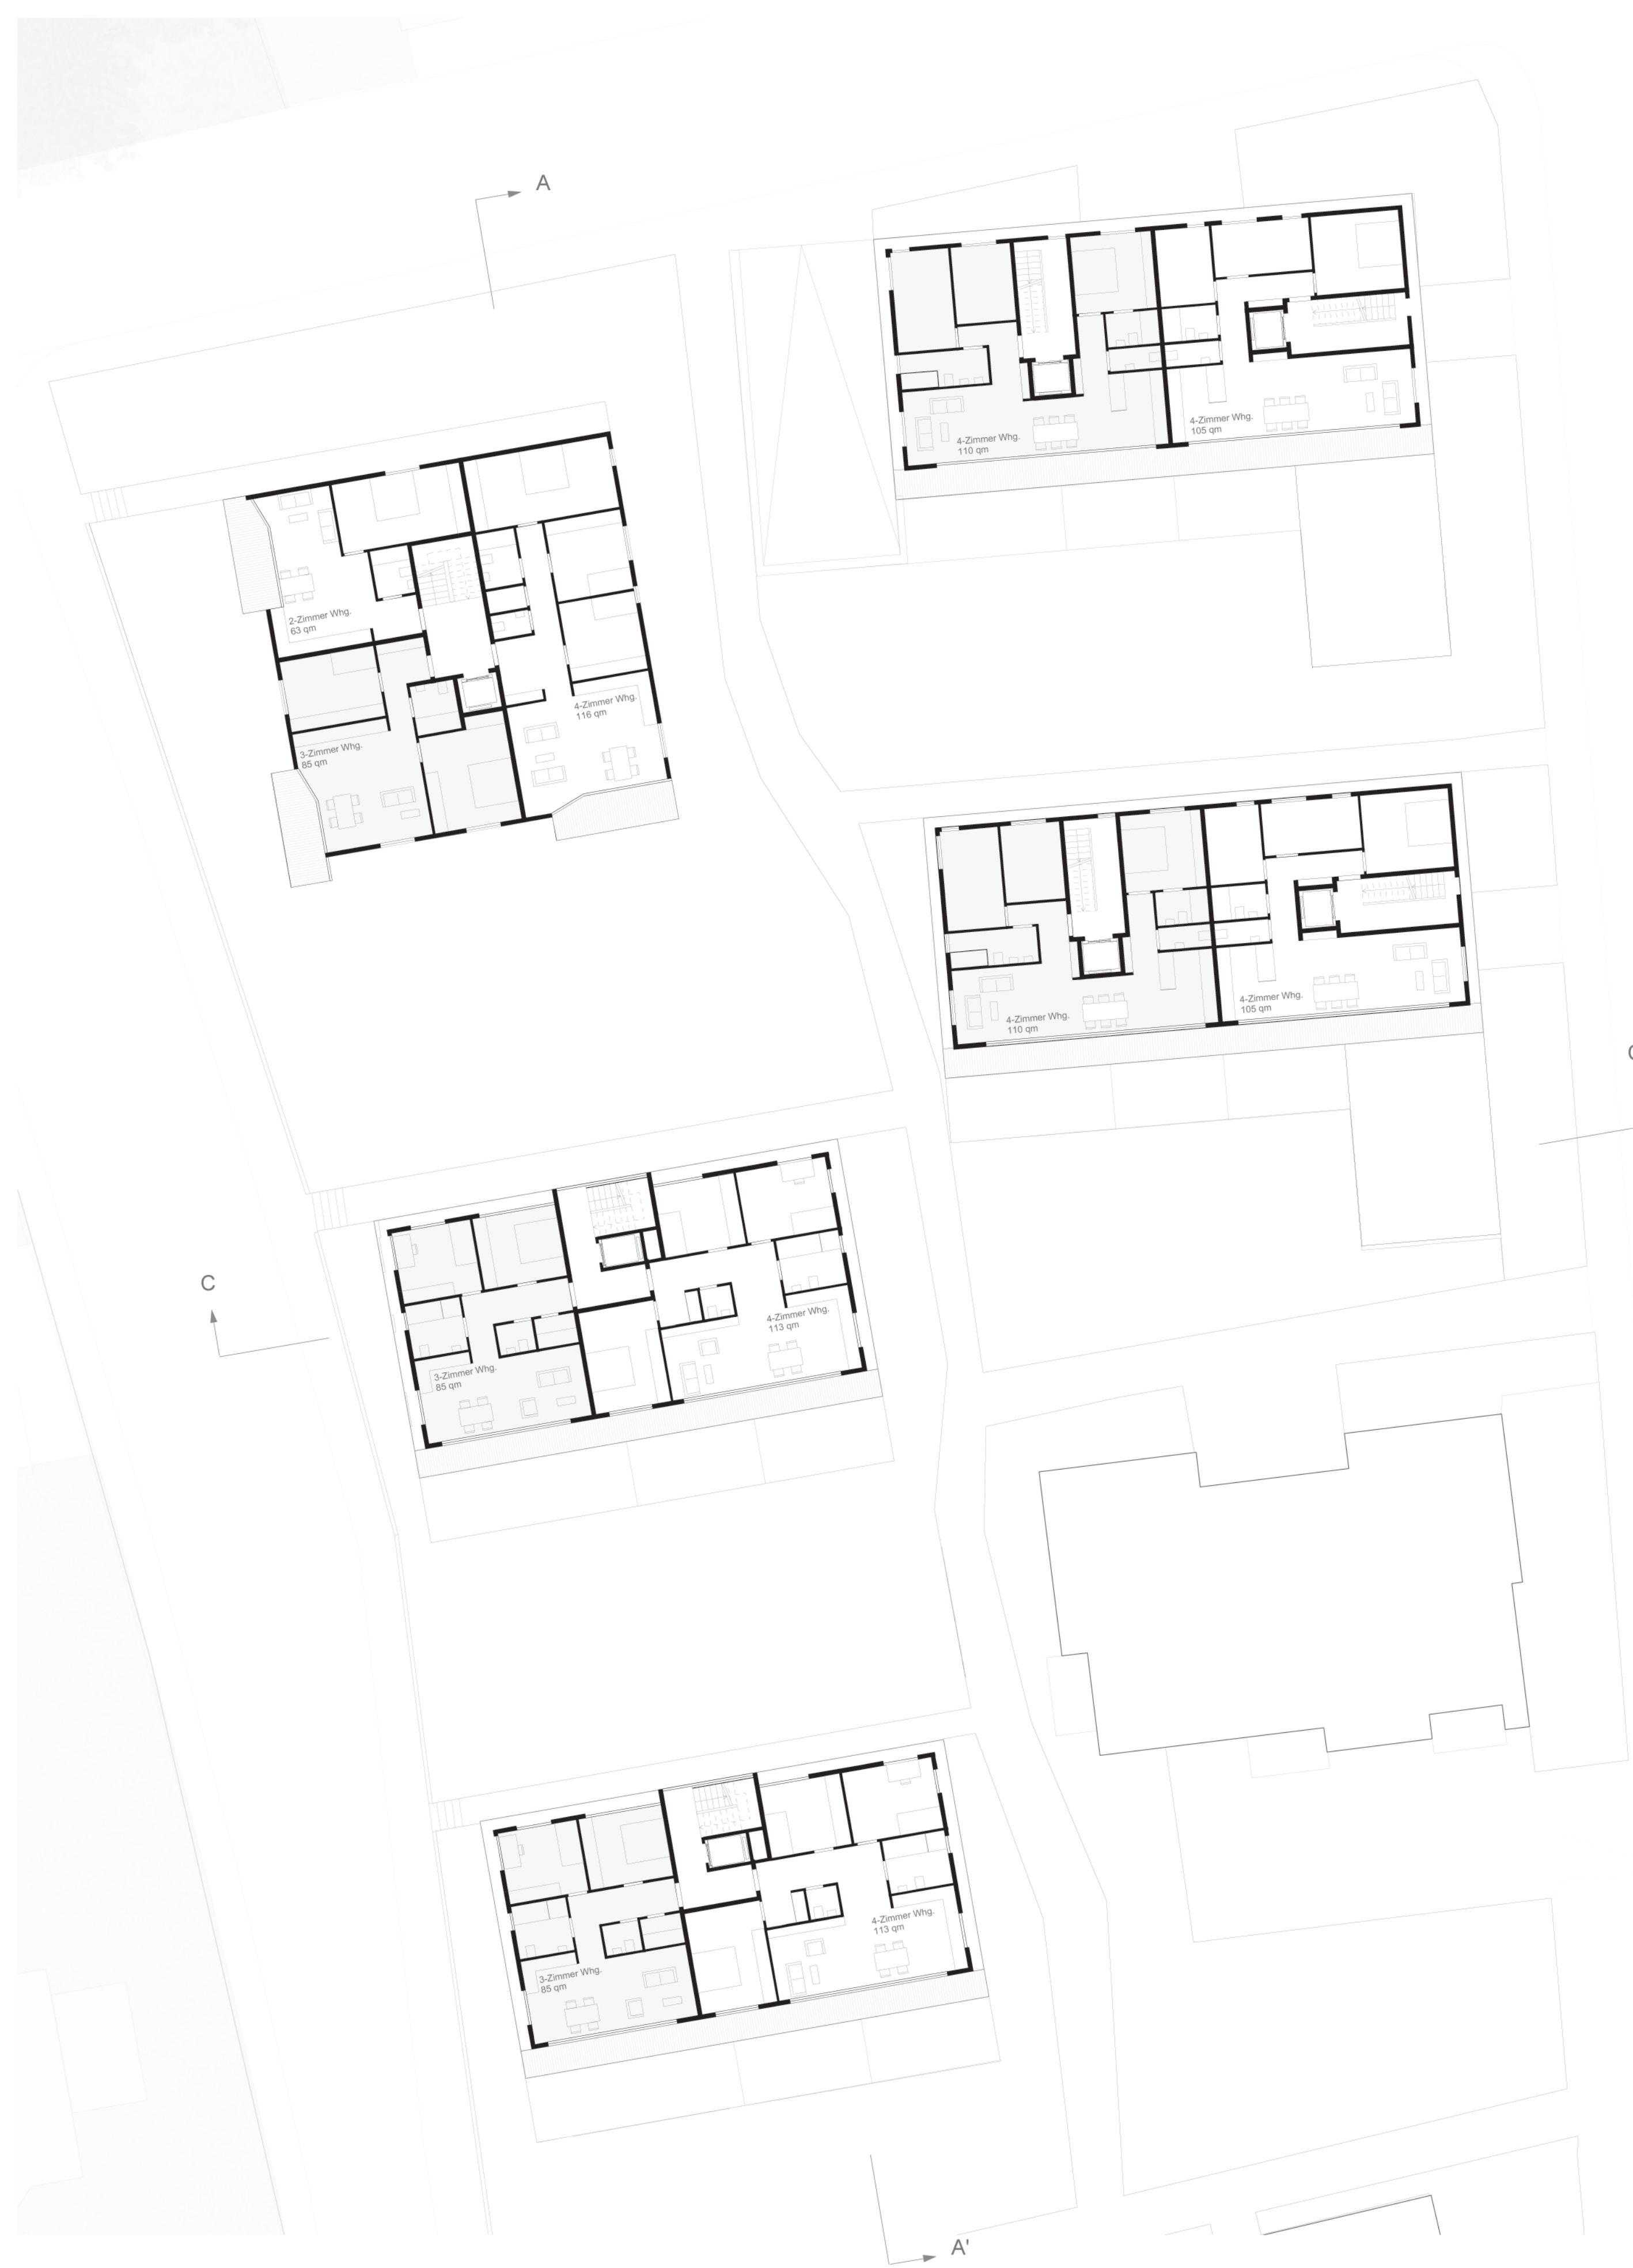 A
4-Zimmer Whg.
110 qm
4-Zimmer Whg.
105 qm
2-Zimmer Whg.
63 qm
4-Zimmer Whg.
116 qm
3-Zimmer Whg.
85 qm
4-Zimmer Whg.
110 qm
4-Zimmer Whg.
105 qm
C
4-Zimmer Whg.
113 qm
3-Zimmer Whg.
85 qm
4-Zimmer Whg.
113 qm
3-Zimmer Whg.
85 qm
A'